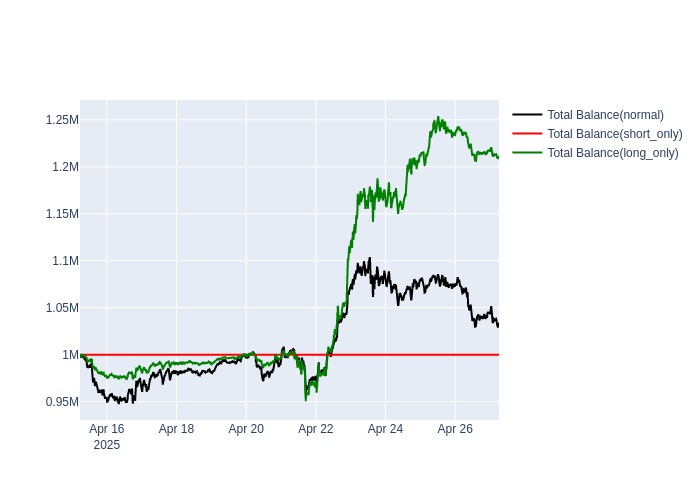 1.25M
1.2M
1.15M
1.1M
1.05M
1M
0.95M
Apr 16
2025
Apr 18
Apr 20
Apr 22
Apr 24
Apr 26
Total Balance(normal)
Total Balance(short_only)
Total Balance(long_only)